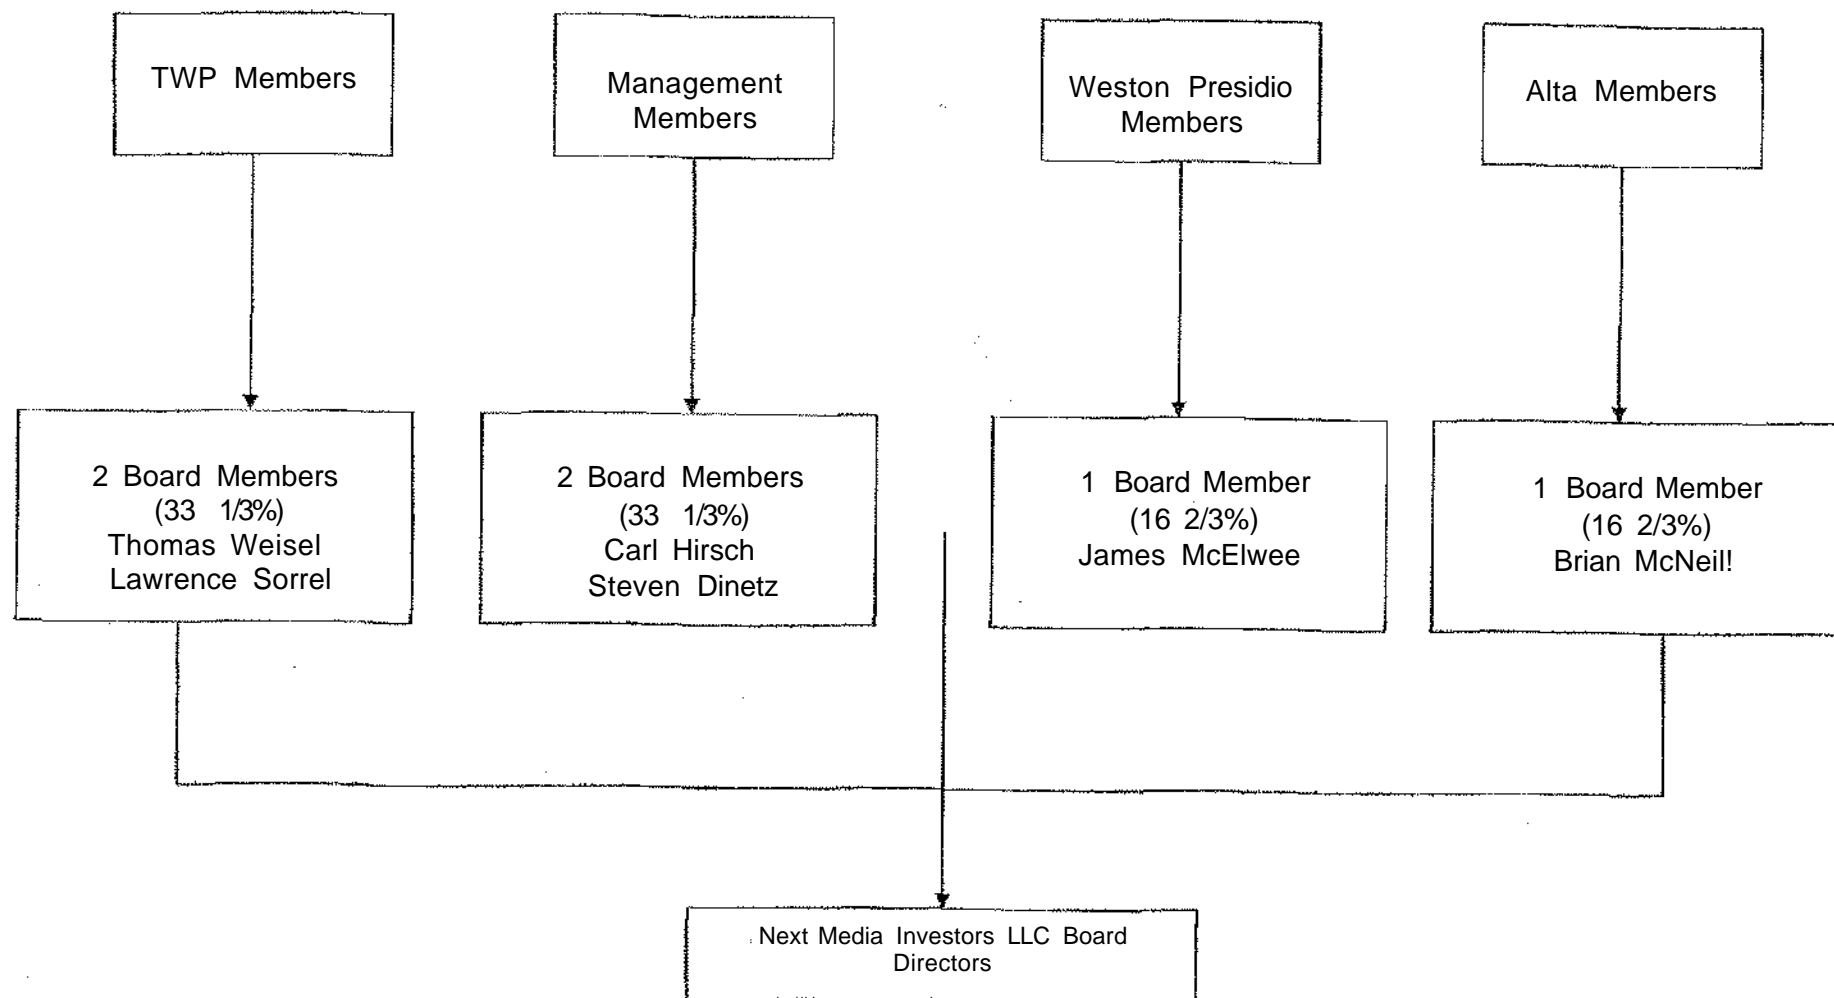 TWP Members
Management
Members
Weston Presidio
Members
Alta Members
2 Board Members
(33 1/3%)
Thomas Weisel
Lawrence Sorrel
2 Board Members
(33 1/3%)
Carl Hirsch
Steven Dinetz
1 Board Member
(16 2/3%)
James McElwee
1 Board Member
(16 2/3%)
Brian McNeil!
Next Media Investors LLC Board
Directors